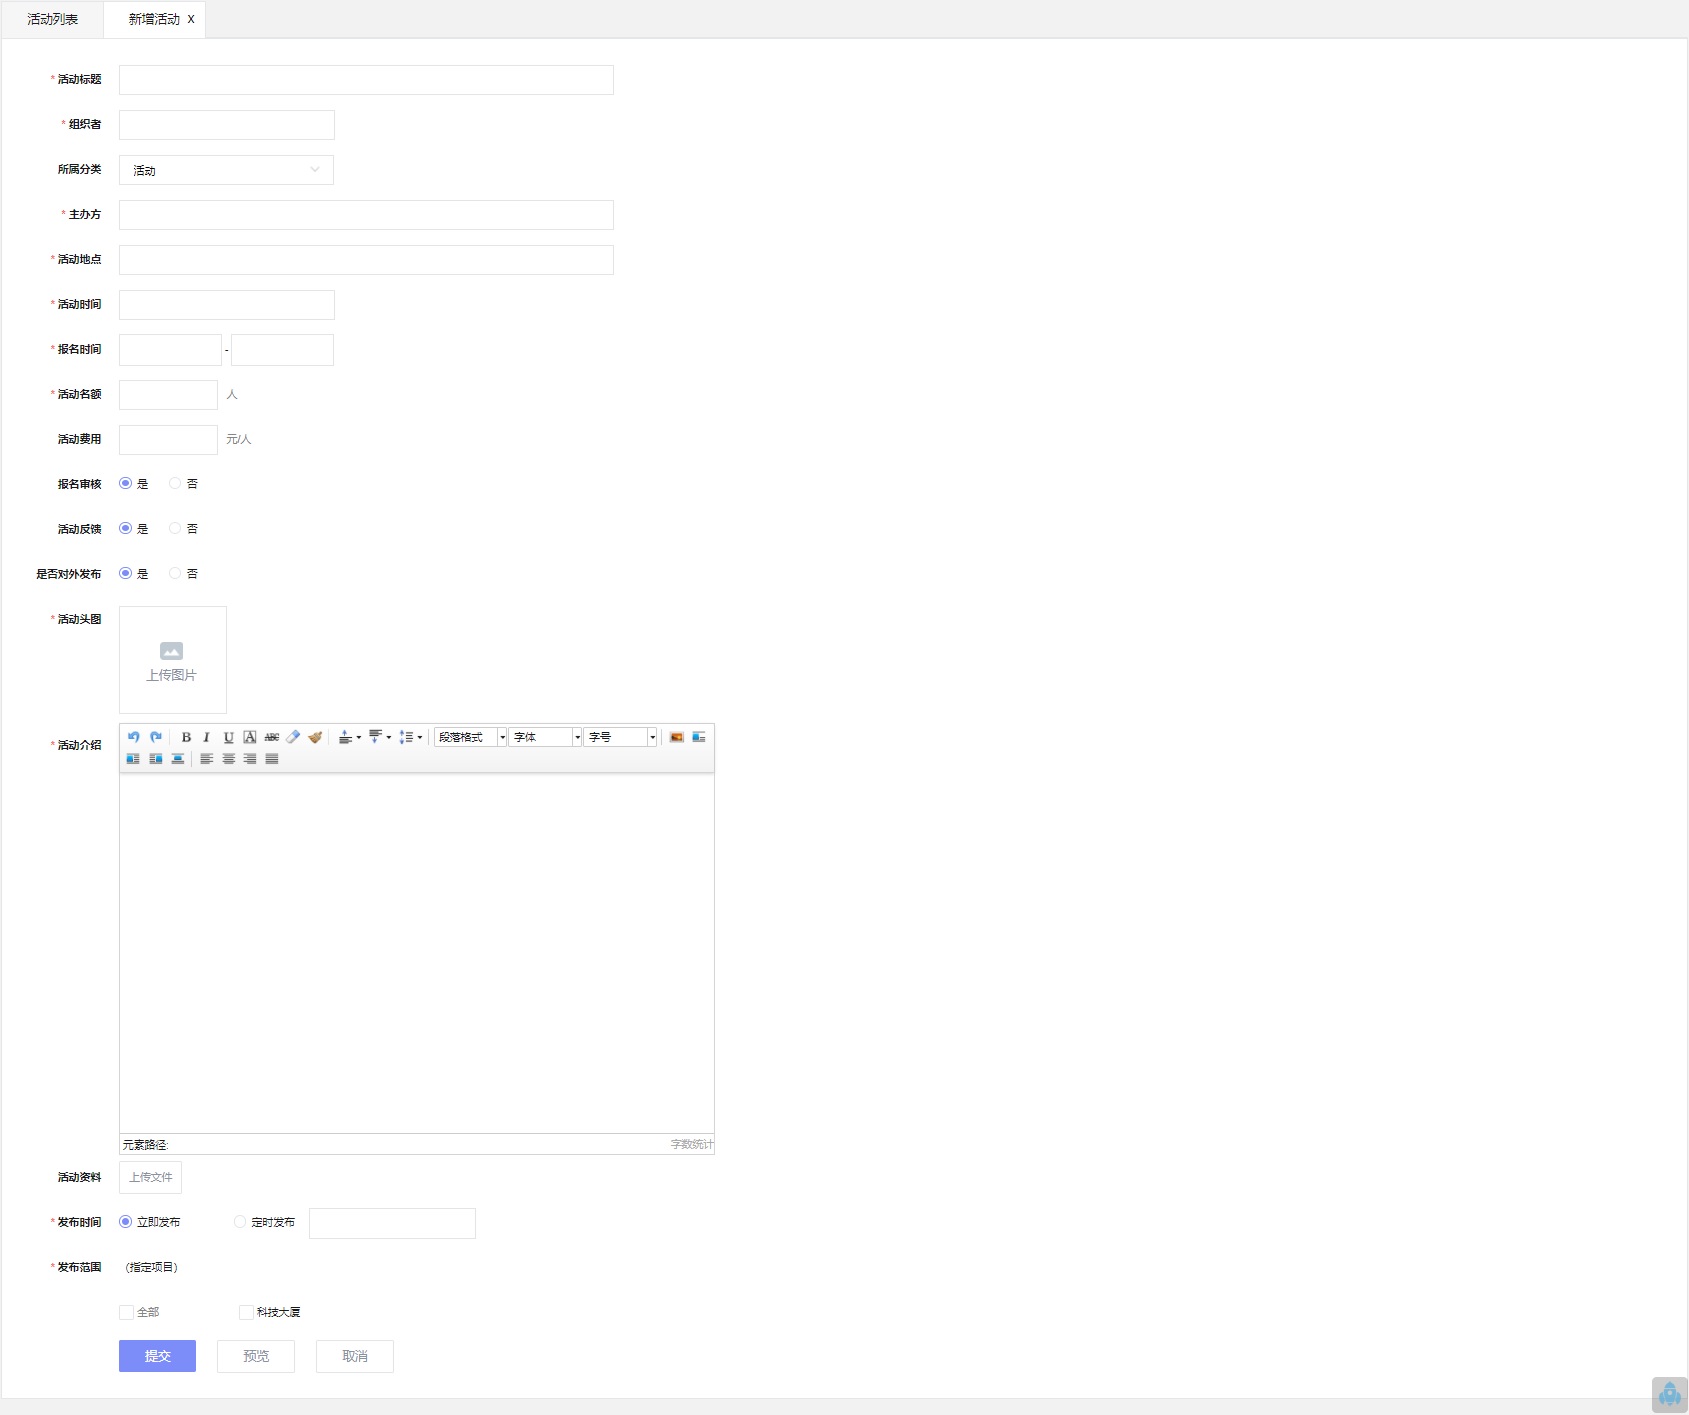 活动列表 新增活动 X
* 活动标题
* 组织者
所属分类 活动
* 主办方
* 活动地点
* 活动时间
* 报名时间 -
* 活动名额 人
活动费用 元/人
报名审核 是 否
活动反馈 是 否
是否对外发布 是 否
* 活动头图
上传图片
* 活动介绍 B I U A ABC 段落格式 字体 字号
元素路径: 字数统计
活动资料 上传文件
* 发布时间 立即发布 定时发布
* 发布范围 (指定项目)
全部 科技大厦
提交 预览 取消